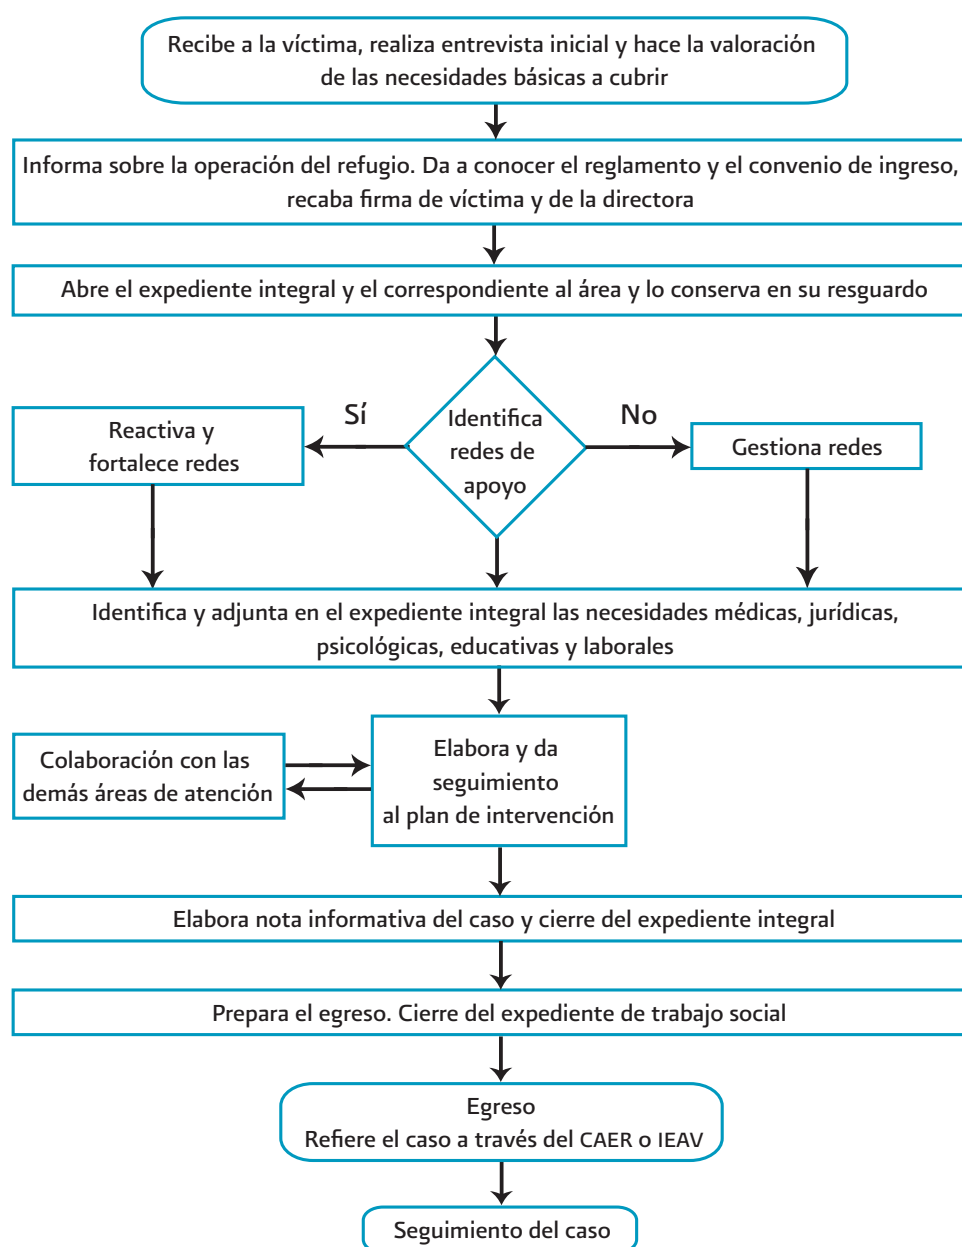 Recibe a la víctima, realiza entrevista inicial y hace la valoración
de las necesidades básicas a cubrir
Informa sobre la operación del refugio. Da a conocer el reglamento y el convenio de ingreso,
recaba firma de víctima y de la directora
Abre el expediente integral y el correspondiente al área y lo conserva en su resguardo
Identifica
redes de
apoyo
Sí
No
Reactiva y
fortalece redes
Gestiona redes
Identifica y adjunta en el expediente integral las necesidades médicas, jurídicas,
psicológicas, educativas y laborales
Colaboración con las
demás áreas de atención
Elabora y da
seguimiento
al plan de intervención
Elabora nota informativa del caso y cierre del expediente integral
Prepara el egreso. Cierre del expediente de trabajo social
Egreso
Refiere el caso a través del CAER o IEAV
Seguimiento del caso